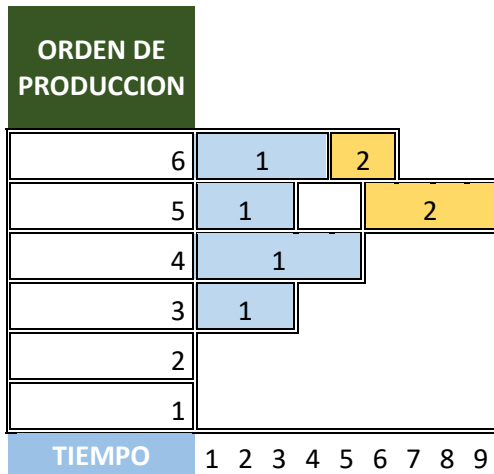 ORDEN DE
PRODUCCION
6 1 2
5 1 2
4 1
3 1
2
1
TIEMPO 1 2 3 4 5 6 7 8 9